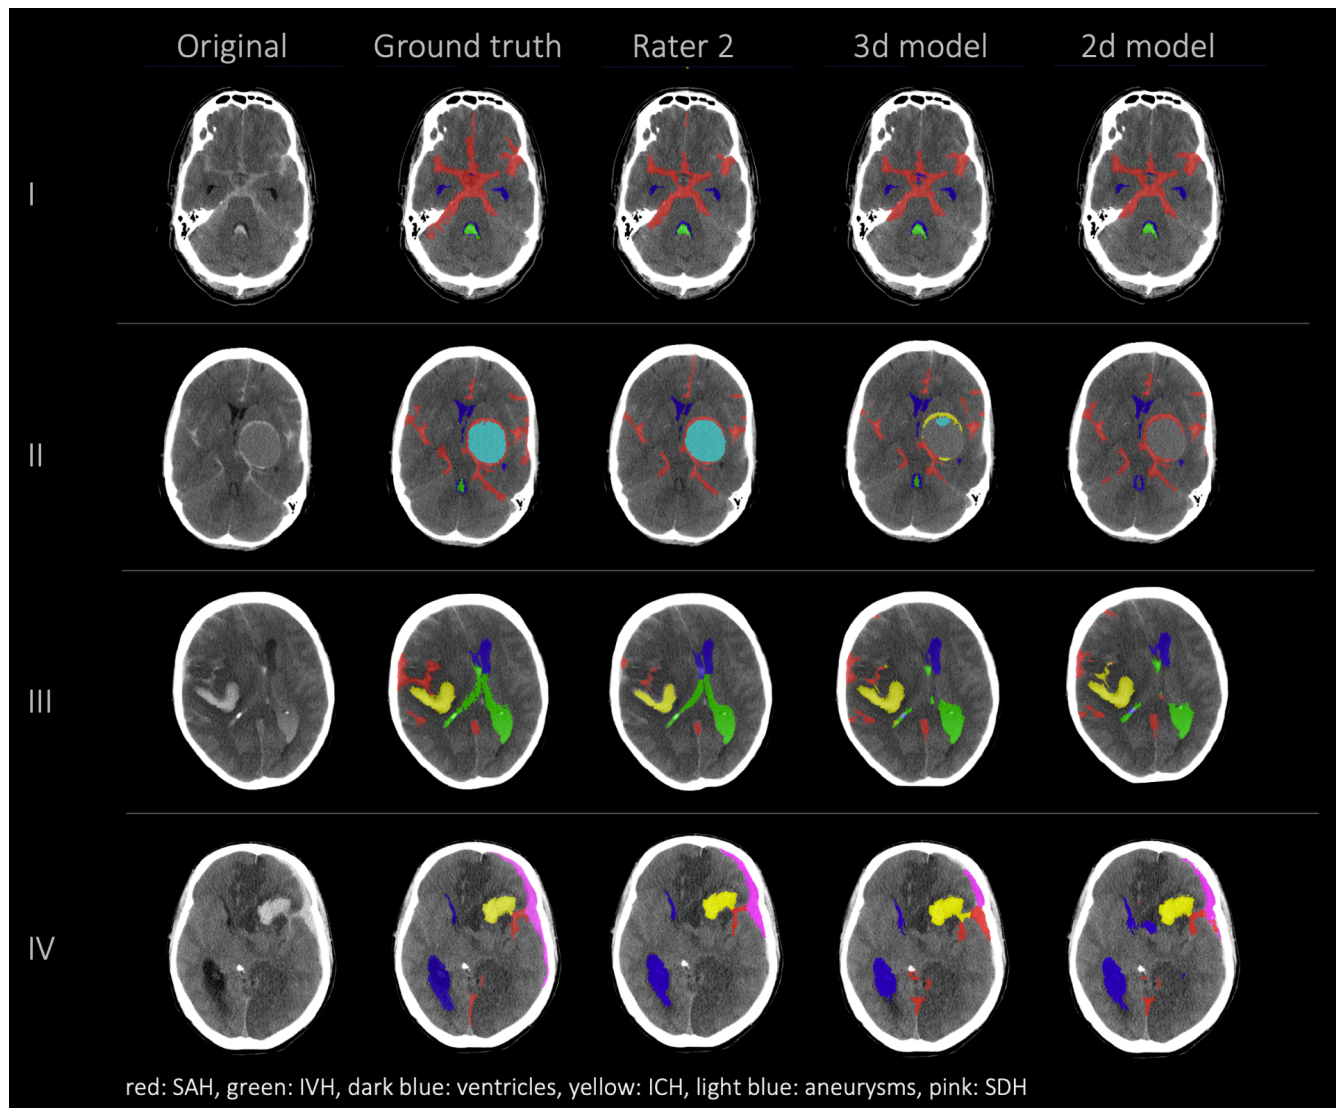 Original Ground truth Rater 2 3d model 2d model
I
II
III
IV
red: SAH, green: IVH, dark blue: ventricles, yellow: ICH, light blue: aneurysms, pink: SDH